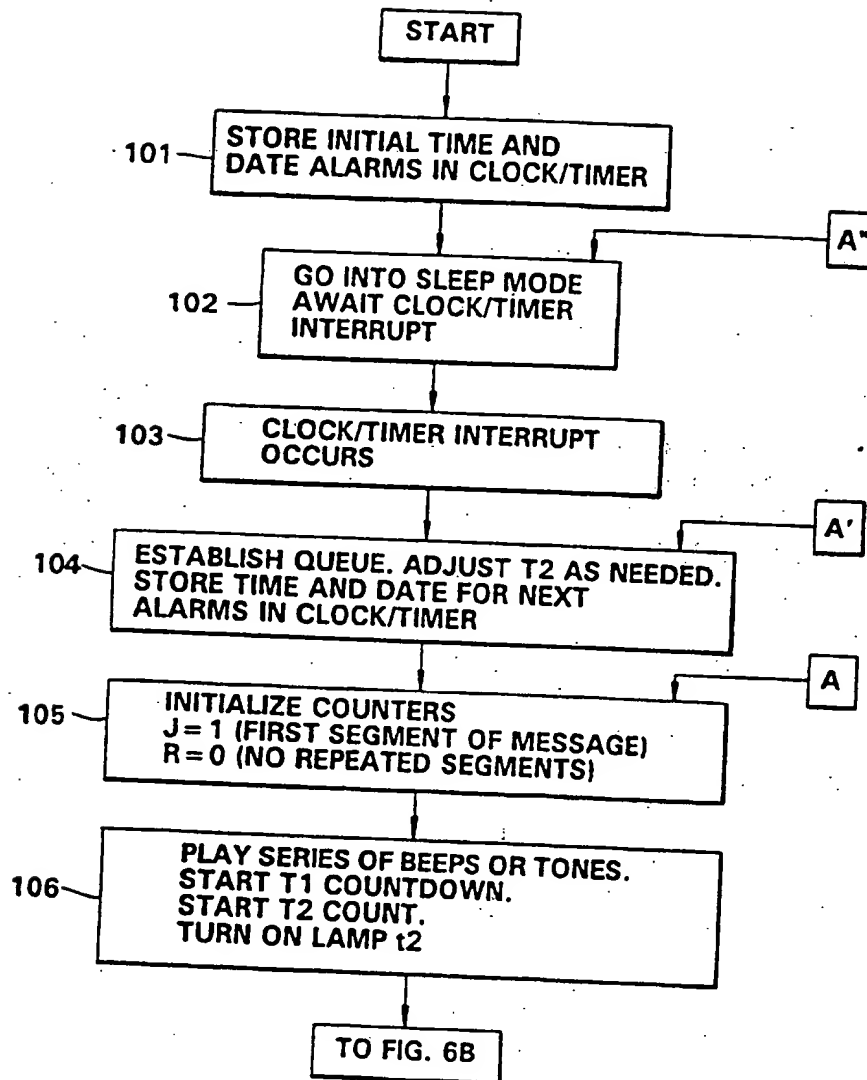 START
101
STORE INITIAL TIME AND
DATE ALARMS IN CLOCK/TIMER
A"
102
GO INTO SLEEP MODE
AWAIT CLOCK/TIMER
INTERRUPT
103
CLOCK/TIMER INTERRUPT
OCCURS
A'
104
ESTABLISH QUEUE. ADJUST T2 AS NEEDED.
STORE TIME AND DATE FOR NEXT
ALARMS IN CLOCK/TIMER
A
105
INITIALIZE COUNTERS
J= 1 (FIRST SEGMENT OF MESSAGE)
R= 0 (NO REPEATED SEGMENTS)
106
PLAY SERIES OF BEEPS OR TONES.
START T1 COUNTDOWN.
START T2 COUNT.
TURN ON LAMP t2
TO FIG. 6B